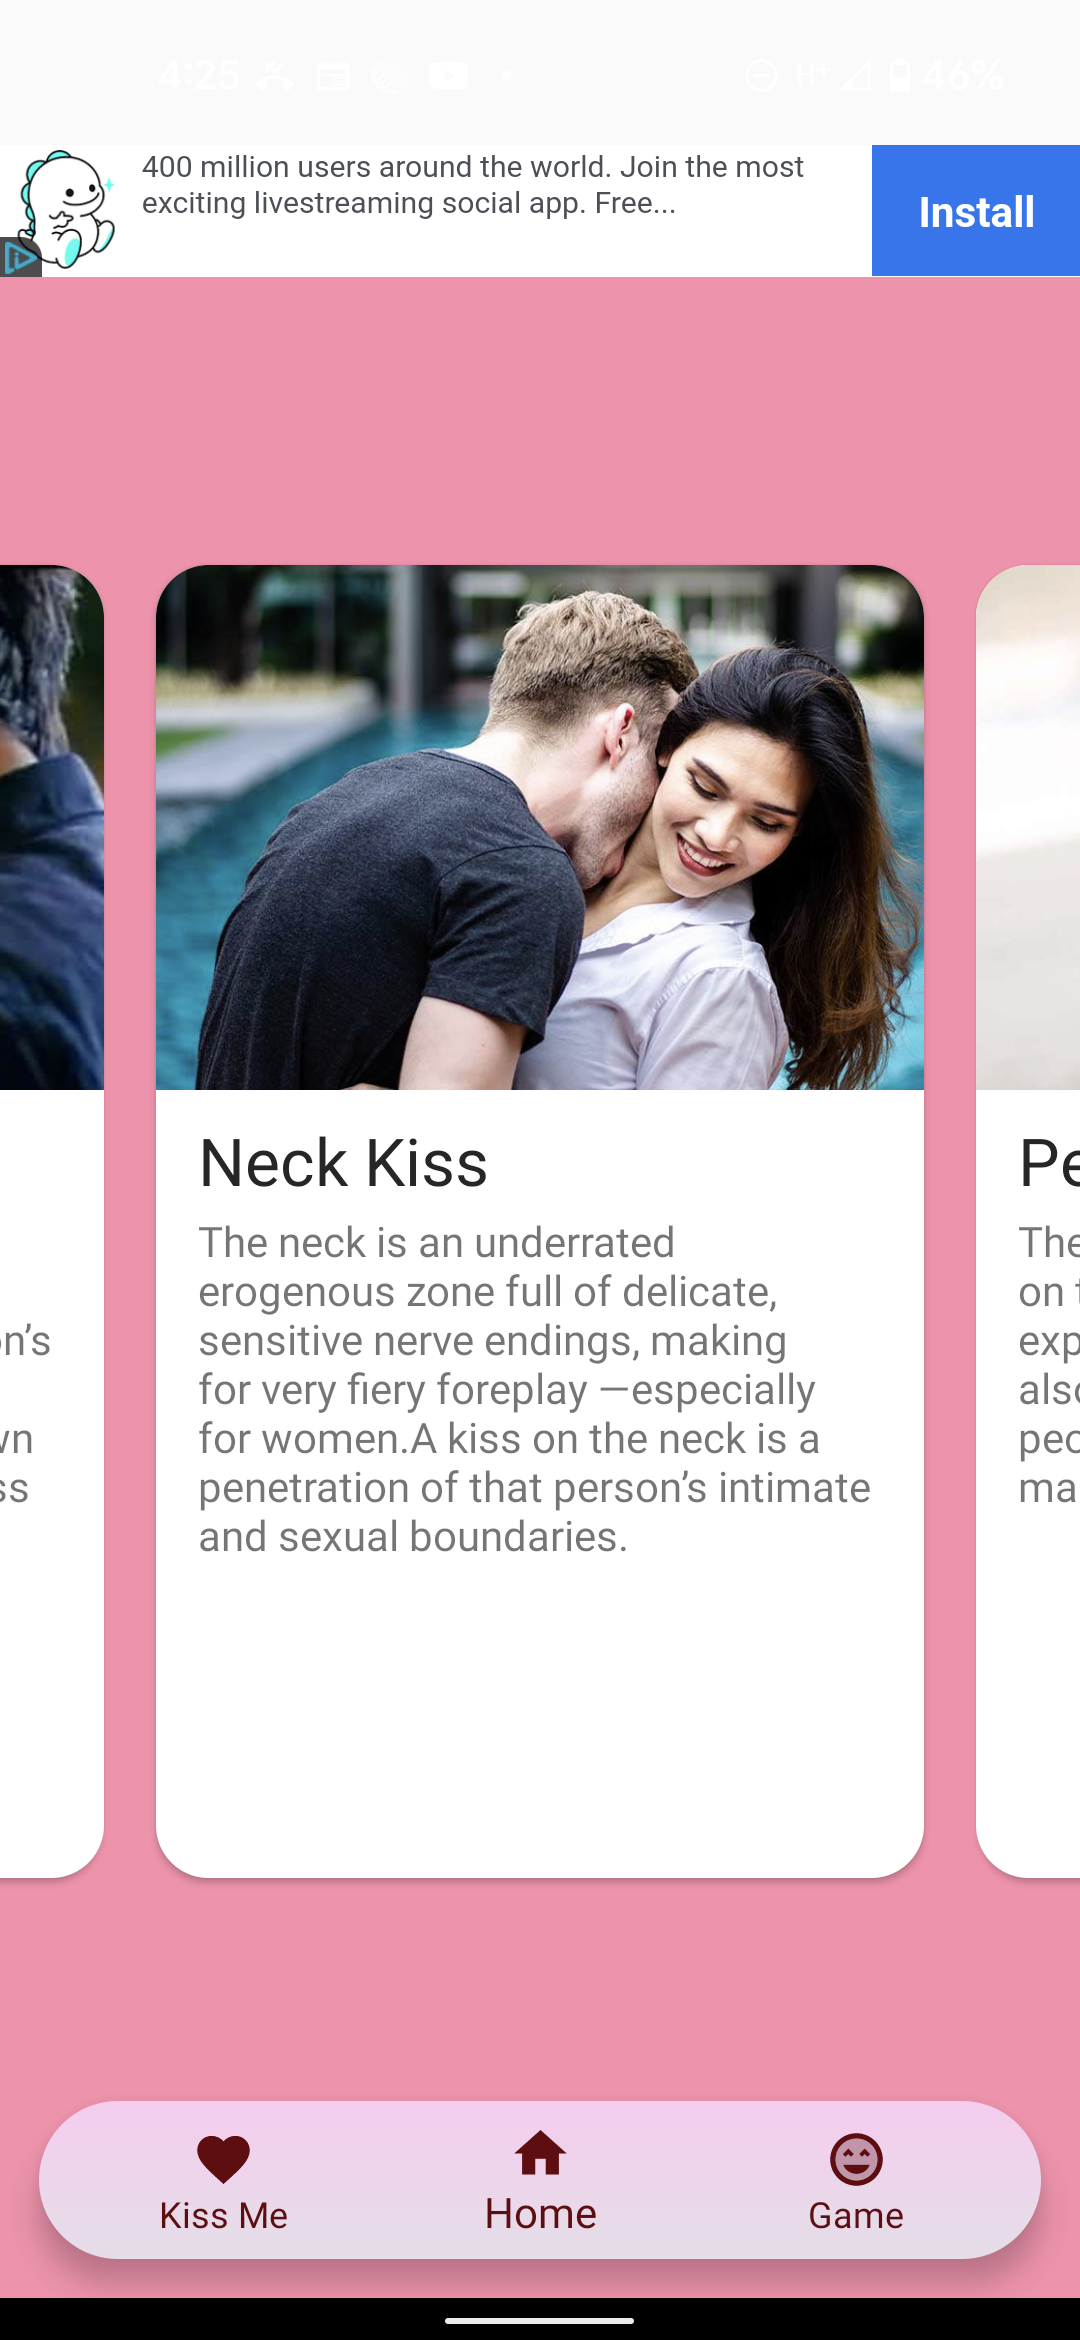 4:25
H+
46%
400 million users around the world. Join the most
exciting livestreaming social app. Free...
Install
Neck Kiss
The neck is an underrated
erogenous zone full of delicate,
sensitive nerve endings, making
for very fiery foreplay —especially
for women.A kiss on the neck is a
penetration of that person’s intimate
and sexual boundaries.
on’s
wn
ss
Pe
The
on t
exp
also
peo
ma
Kiss Me
Home
Game